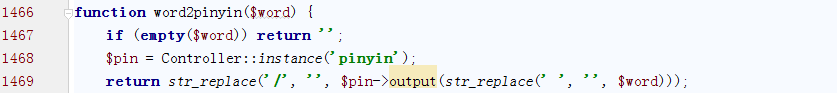 1466 function word2pinyin($word) {
1467 if (empty($word)) return '';
1468 $pin = Controller::instance('pinyin');
1469 return str_replace('/', '', $pin->output(str_replace(' ', '', $word)));